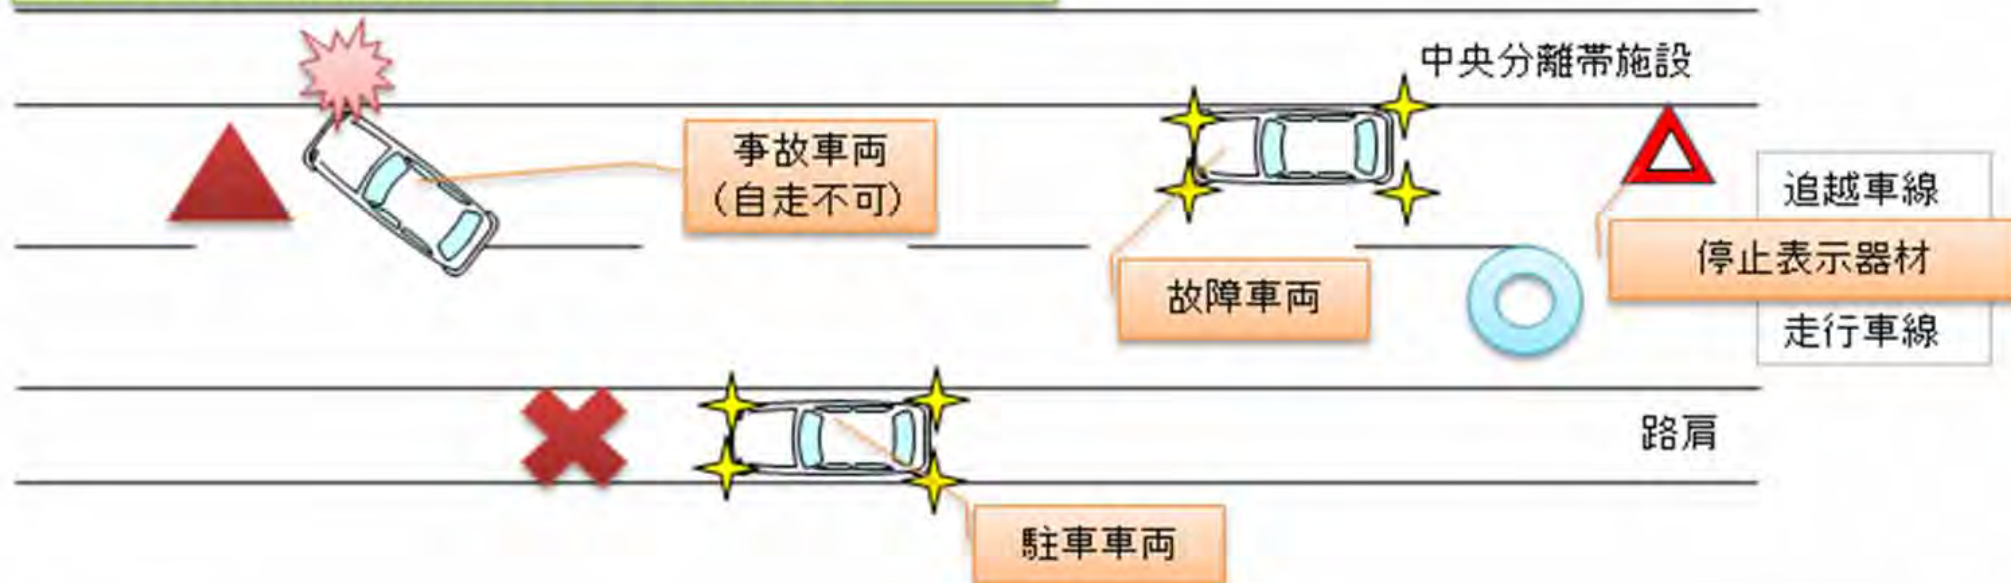 中央分離帯施設
事故車両
(自走不可)
追越車線
停止表示器材
故障車両
走行車線
路肩
駐車車両